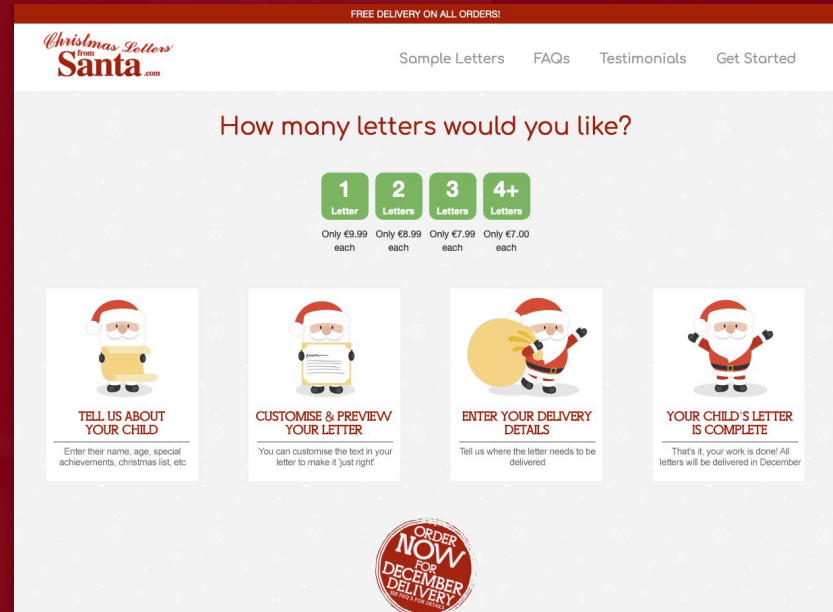 FREE DELIVERY ON ALL ORDERS!
Christmas Letters
from
Santa.com
Sample Letters FAQs Testimonials Get Started
How many letters would you like?
1 2 3 4+
Letter Letters Letters Letters
Only €9.99 Only €8.99 Only €7.99 Only €7.00
each each each each
TELL US ABOUT
YOUR CHILD
Enter their name, age, special
achievements, christmas list, etc
CUSTOMISE & PREVIEW
YOUR LETTER
You can customise the text in your
letter to make it 'just right'
ENTER YOUR DELIVERY
DETAILS
Tell us where the letter needs to be
delivered
YOUR CHILD'S LETTER
IS COMPLETE
That's it, your work is done! All
letters will be delivered in December
ORDER
NOW
FOR
DECEMBER
DELIVERY
SEE FAQ'S FOR DETAILS